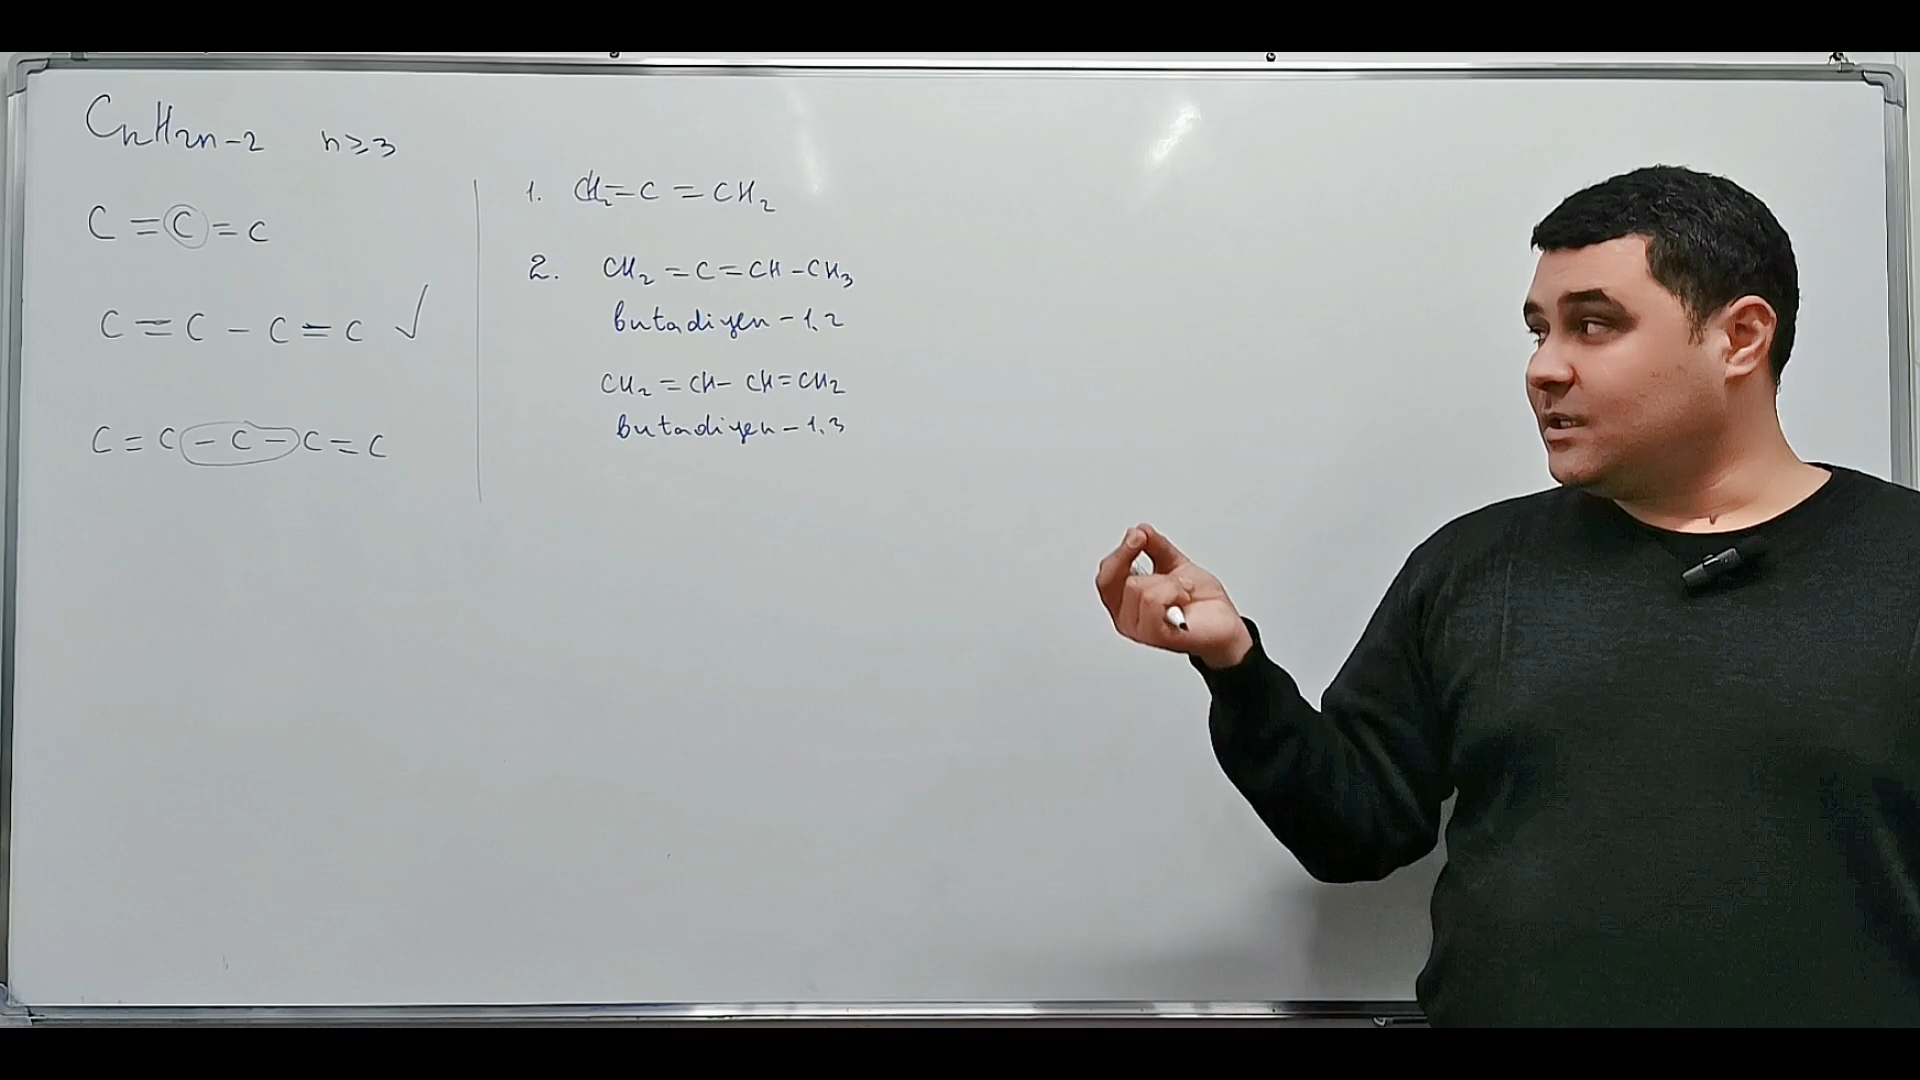 CnH2n-2 n≥3
C=C=C
C=C-C=C ✓
C=C-C-C=C
1. CH2=C=CH2
2. CH2=C=CH-CH3
butadiyen-1,2
CH2=CH-CH=CH2
butadiyen-1,3